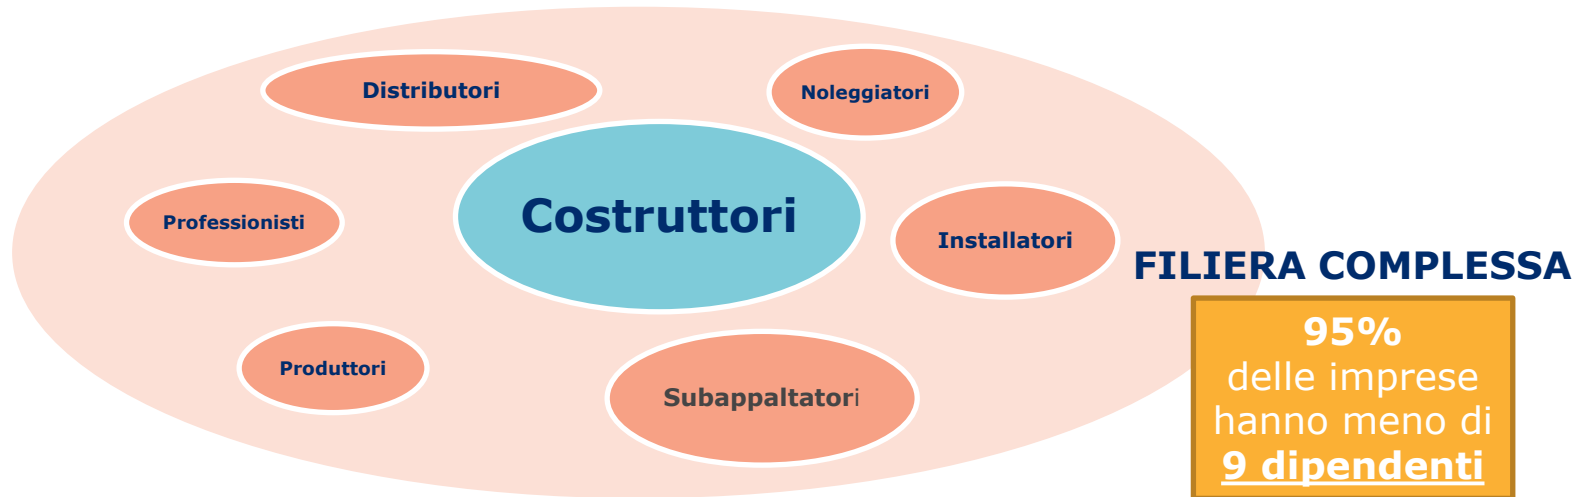 Distributori
Noleggiatori
Costruttori
Professionisti
Installatori
FILIERA COMPLESSA
95%
delle imprese
hanno meno di
9 dipendenti
Produttori
Subappaltatori